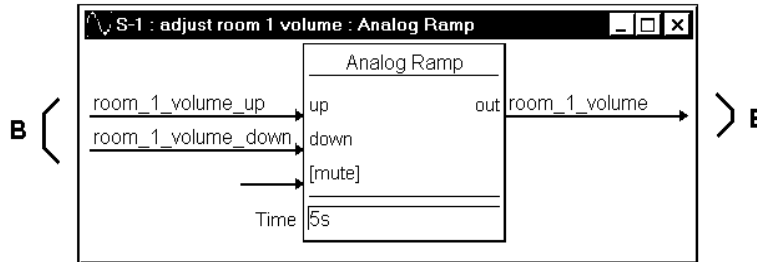 S-1 : adjust room 1 volume : Analog Ramp
Analog Ramp
room_1_volume_up up out room_1_volume
B
room_1_volume_down down
[mute]
Time 5s